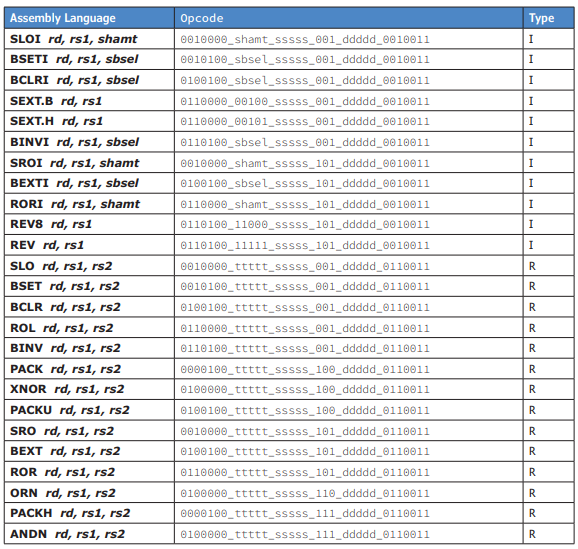 Assembly Language Opcode Type
SLOI rd, rs1, shamt 0010000_shamt_sssss_001_ddddd_0010011 I
BSETI rd, rs1, sbsel 0010100_sbsel_sssss_001_ddddd_0010011 I
BCLRI rd, rs1, sbsel 0100100_sbsel_sssss_001_ddddd_0010011 I
SEXT.B rd, rs1 0110000_00100_sssss_001_ddddd_0010011 I
SEXT.H rd, rs1 0110000_00101_sssss_001_ddddd_0010011 I
BINVI rd, rs1, sbsel 0110100_sbsel_sssss_001_ddddd_0010011 I
SROI rd, rs1, shamt 0010000_shamt_sssss_101_ddddd_0010011 I
BEXTI rd, rs1, sbsel 0100100_sbsel_sssss_101_ddddd_0010011 I
RORI rd, rs1, shamt 0110000_shamt_sssss_101_ddddd_0010011 I
REV8 rd, rs1 0110100_11000_sssss_101_ddddd_0010011 I
REV rd, rs1 0110100_11111_sssss_101_ddddd_0010011 I
SLO rd, rs1, rs2 0010000_ttttt_sssss_001_ddddd_0110011 R
BSET rd, rs1, rs2 0010100_ttttt_sssss_001_ddddd_0110011 R
BCLR rd, rs1, rs2 0100100_ttttt_sssss_001_ddddd_0110011 R
ROL rd, rs1, rs2 0110000_ttttt_sssss_001_ddddd_0110011 R
BINV rd, rs1, rs2 0110100_ttttt_sssss_001_ddddd_0110011 R
PACK rd, rs1, rs2 0000100_ttttt_sssss_100_ddddd_0110011 R
XNOR rd, rs1, rs2 0100000_ttttt_sssss_100_ddddd_0110011 R
PACKU rd, rs1, rs2 0100100_ttttt_sssss_100_ddddd_0110011 R
SRO rd, rs1, rs2 0010000_ttttt_sssss_101_ddddd_0110011 R
BEXT rd, rs1, rs2 0100100_ttttt_sssss_101_ddddd_0110011 R
ROR rd, rs1, rs2 0110000_ttttt_sssss_101_ddddd_0110011 R
ORN rd, rs1, rs2 0100000_ttttt_sssss_110_ddddd_0110011 R
PACKH rd, rs1, rs2 0000100_ttttt_sssss_111_ddddd_0110011 R
ANDN rd, rs1, rs2 0100000_ttttt_sssss_111_ddddd_0110011 R